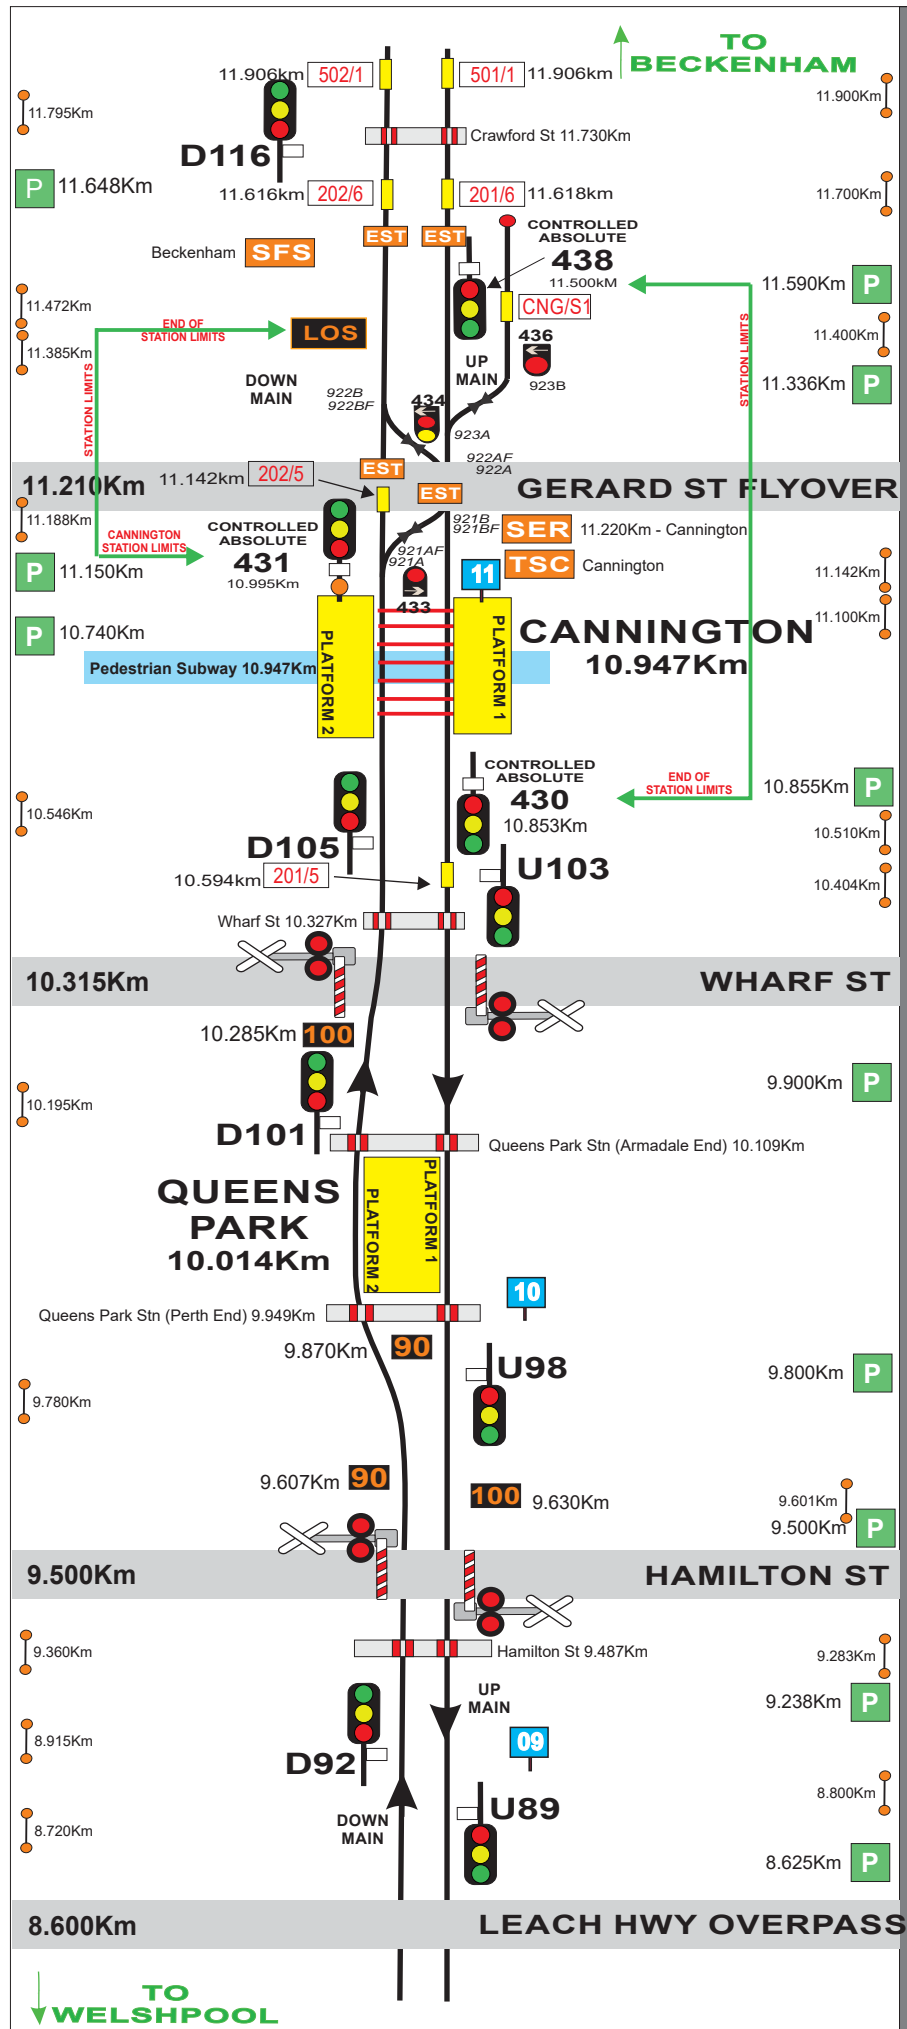 TO
BECKENHAM
11.906km 502/1
501/1 11.906km
11.900Km
11.795Km
Crawford St 11.730Km
D116
P 11.648Km
11.616km 202/6
201/6 11.618km
11.700Km
EST EST
CONTROLLED
ABSOLUTE
438
11.500kM
Beckenham SFS
11.590Km P
11.472Km
CNG/S1
END OF
STATION LIMITS
LOS
11.385Km
436
11.400Km
UP
MAIN
923B
11.336Km P
DOWN
MAIN
922B
922BF
434
STATION LIMITS
STATION LIMITS
923A
922AF
922A
EST
11.210Km
11.142km 202/5
EST
GERARD ST FLYOVER
11.188Km
CANNINGTON
STATION LIMITS
CONTROLLED
ABSOLUTE
431
10.995Km
921B
921BF
SER 11.220Km - Cannington
921AF
921A
P 11.150Km
11
TSC Cannington
11.142Km
433
11.100Km
P 10.740Km
CANNINGTON
10.947Km
PLATFORM 2
PLATFORM 1
Pedestrian Subway 10.947Km
CONTROLLED
ABSOLUTE
430
10.853Km
END OF
STATION LIMITS
10.855Km P
10.546Km
10.510Km
D105
U103
10.594km 201/5
10.404Km
Wharf St 10.327Km
10.315Km
WHARF ST
10.285Km 100
9.900Km P
10.195Km
D101
Queens Park Stn (Armadale End) 10.109Km
QUEENS
PARK
10.014Km
PLATFORM 2
PLATFORM 1
10
Queens Park Stn (Perth End) 9.949Km
9.870Km 90
U98
9.800Km P
9.780Km
9.607Km 90
100 9.630Km
9.601Km
9.500Km P
9.500Km
HAMILTON ST
9.360Km
Hamilton St 9.487Km
9.283Km
UP
MAIN
9.238Km P
8.915Km
D92
09
8.800Km
U89
DOWN
MAIN
8.720Km
8.625Km P
8.600Km
LEACH HWY OVERPASS
TO
WELSHPOOL